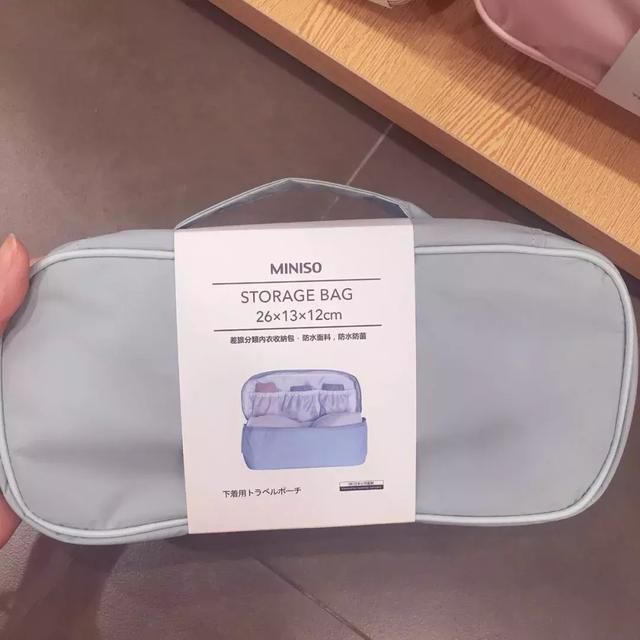 MINISO
STORAGE BAG
26×13×12cm
差旅分類內衣收納包 · 防水面料，防水防菌
下着用トラベルポーチ